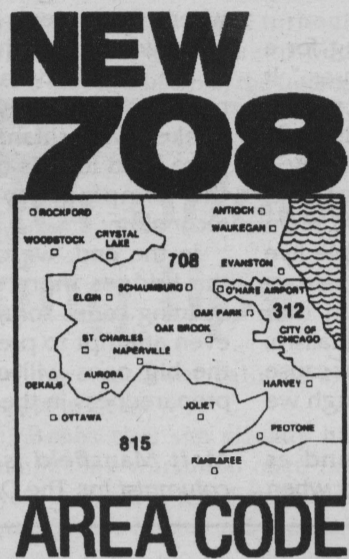 NEW
708
ROCKFORD
ANTIOCH
WAUKEGAN
WOODSTOCK
CRYSTAL
LAKE
708
EVANSTON
SCHAUMBURG
O'HARE AIRPORT
ELGIN
312
OAK PARK
OAK BROOK
CITY OF
CHICAGO
ST. CHARLES
NAPERVILLE
AURORA
DEKALB
HARVEY
OTTAWA
JOLIET
PEOTONE
815
KANKAKEE
AREA CODE